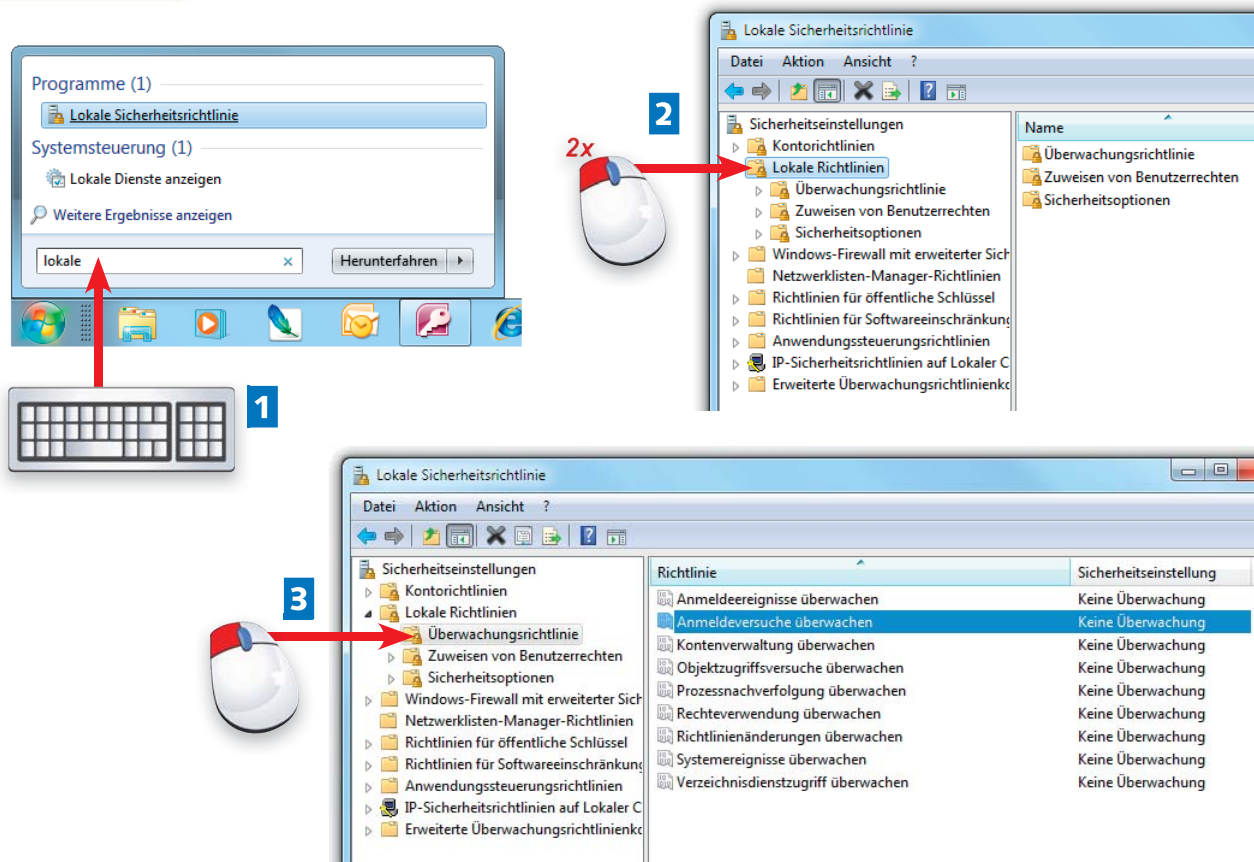 Programme (1)
Lokale Sicherheitsrichtlinie
Systemsteuerung (1)
Lokale Dienste anzeigen
Weitere Ergebnisse anzeigen
lokale
Herunterfahren
1
2
2x
Lokale Sicherheitsrichtlinie
Datei Aktion Ansicht ?
Sicherheitseinstellungen
Kontorichtlinien
Lokale Richtlinien
Überwachungsrichtlinie
Zuweisen von Benutzerrechten
Sicherheitsoptionen
Windows-Firewall mit erweiterter Sich
Netzwerklisten-Manager-Richtlinien
Richtlinien für öffentliche Schlüssel
Richtlinien für Softwareeinschränkung
Anwendungssteuerungsrichtlinien
IP-Sicherheitsrichtlinien auf Lokaler C
Erweiterte Überwachungsrichtlinienko
Name
Überwachungsrichtlinie
Zuweisen von Benutzerrechten
Sicherheitsoptionen
3
Lokale Sicherheitsrichtlinie
Datei Aktion Ansicht ?
Sicherheitseinstellungen
Kontorichtlinien
Lokale Richtlinien
Überwachungsrichtlinie
Zuweisen von Benutzerrechten
Sicherheitsoptionen
Windows-Firewall mit erweiterter Sich
Netzwerklisten-Manager-Richtlinien
Richtlinien für öffentliche Schlüssel
Richtlinien für Softwareeinschränkung
Anwendungssteuerungsrichtlinien
IP-Sicherheitsrichtlinien auf Lokaler C
Erweiterte Überwachungsrichtlinienko
Richtlinie Sicherheitseinstellung
Anmeldeereignisse überwachen Keine Überwachung
Anmeldeversuche überwachen Keine Überwachung
Kontenverwaltung überwachen Keine Überwachung
Objektzugriffsversuche überwachen Keine Überwachung
Prozessnachverfolgung überwachen Keine Überwachung
Rechteverwendung überwachen Keine Überwachung
Richtlinienänderungen überwachen Keine Überwachung
Systemereignisse überwachen Keine Überwachung
Verzeichnisdienstzugriff überwachen Keine Überwachung